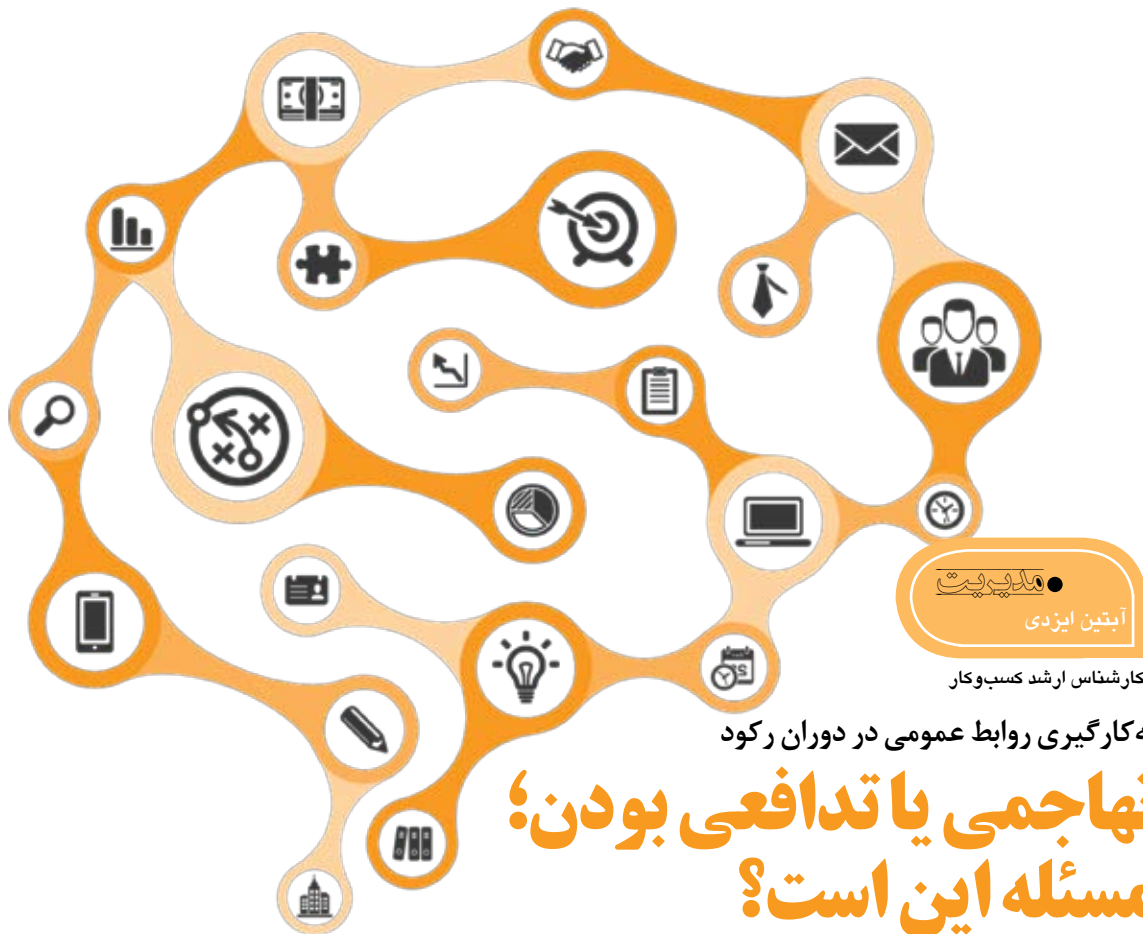 مدیریت
آبتین ایزدی
کارشناس ارشد کسب‌وکار
ه‌کارگیری روابط عمومی در دوران رکود
تهاجمی یا تدافعی بودن؛
مسئله این است؟